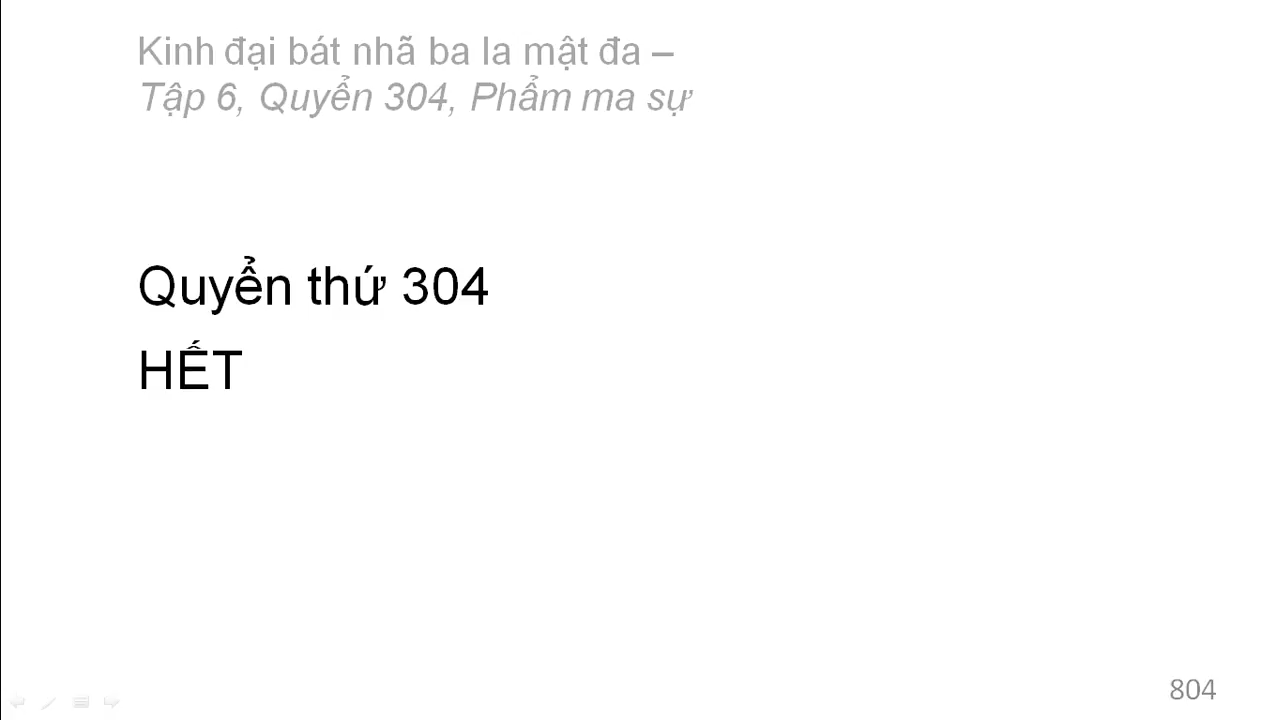 Kinh đại bát nhã ba la mật đa –
Tập 6, Quyển 304, Phẩm ma sự
Quyển thứ 304
HẾT
804